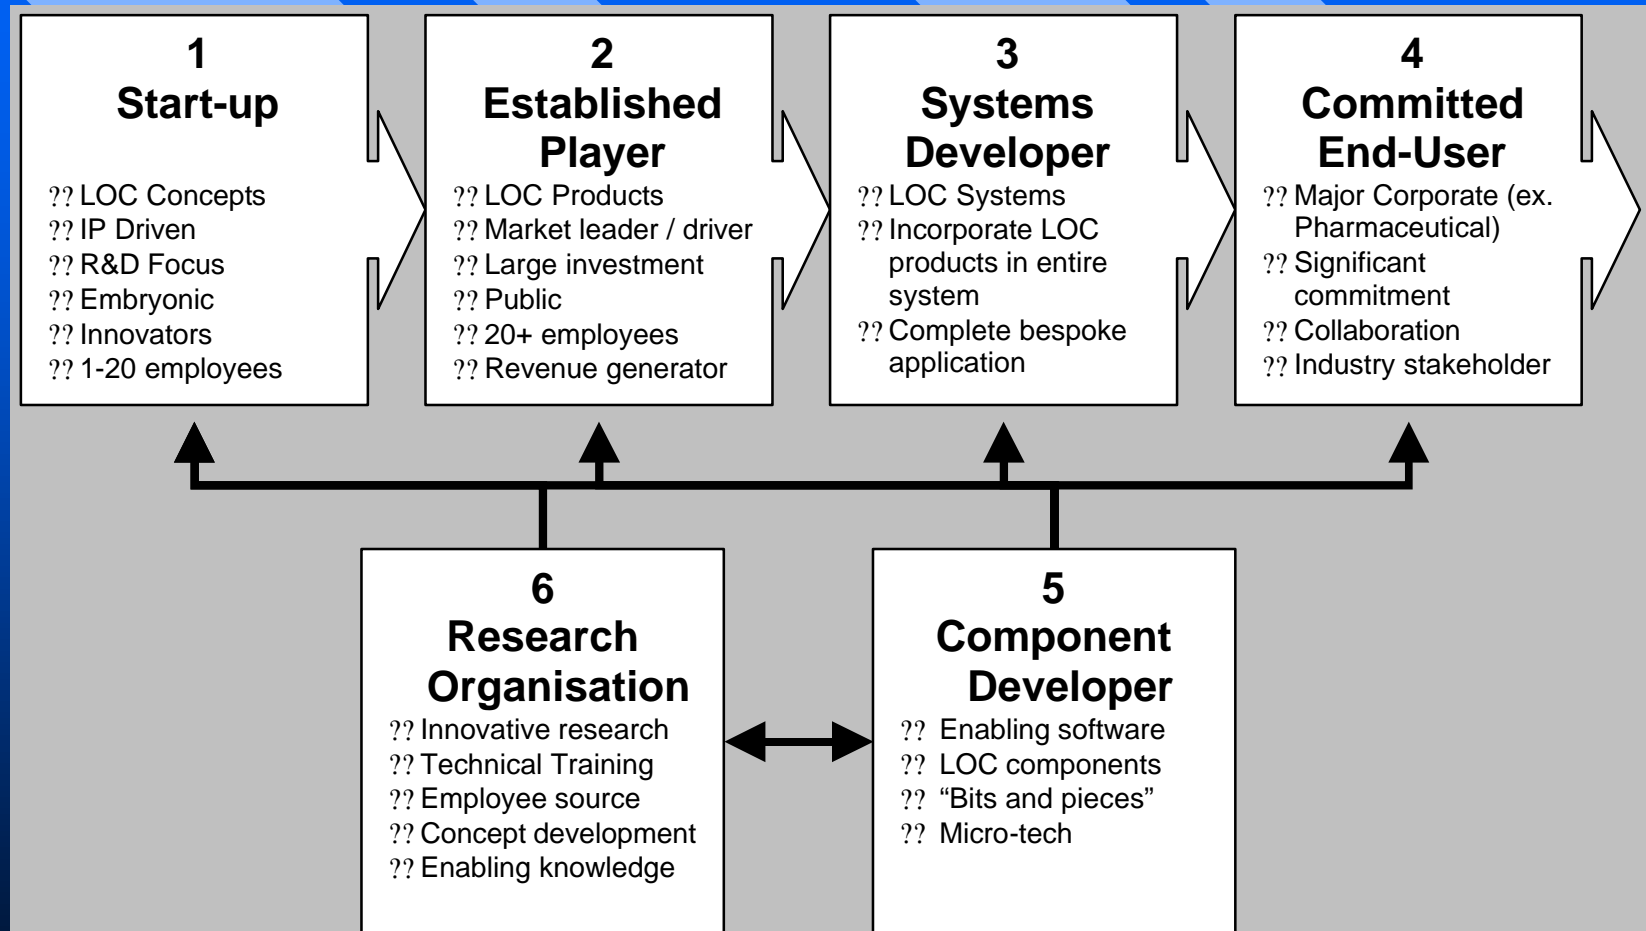 1
Start-up
?? LOC Concepts
?? IP Driven
?? R&D Focus
?? Embryonic
?? Innovators
?? 1-20 employees
2
Established
Player
?? LOC Products
?? Market leader / driver
?? Large investment
?? Public
?? 20+ employees
?? Revenue generator
3
Systems
Developer
?? LOC Systems
?? Incorporate LOC
products in entire
system
?? Complete bespoke
application
4
Committed
End-User
?? Major Corporate (ex.
Pharmaceutical)
?? Significant
commitment
?? Collaboration
?? Industry stakeholder
6
Research
Organisation
?? Innovative research
?? Technical Training
?? Employee source
?? Concept development
?? Enabling knowledge
5
Component
Developer
?? Enabling software
?? LOC components
?? “Bits and pieces”
?? Micro-tech